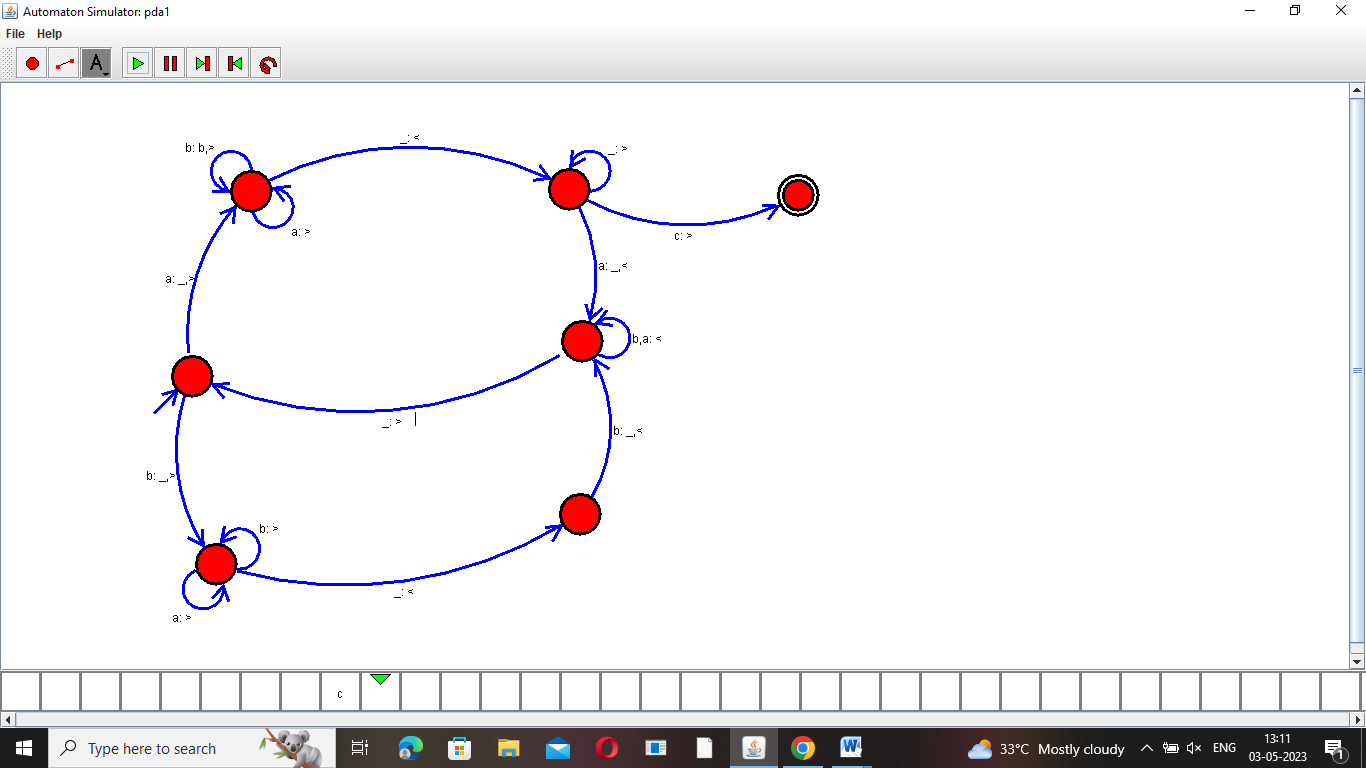 Automaton Simulator: pda1
File Help
A
_: <
b: b,>
_: >
a: >
c: >
a: _,<
a: _,>
b,a: <
_: >
b: _,<
b: _,>
b: >
_: <
a: >
c
Type here to search
W
33°C Mostly cloudy
ENG
13:11
03-05-2023
1